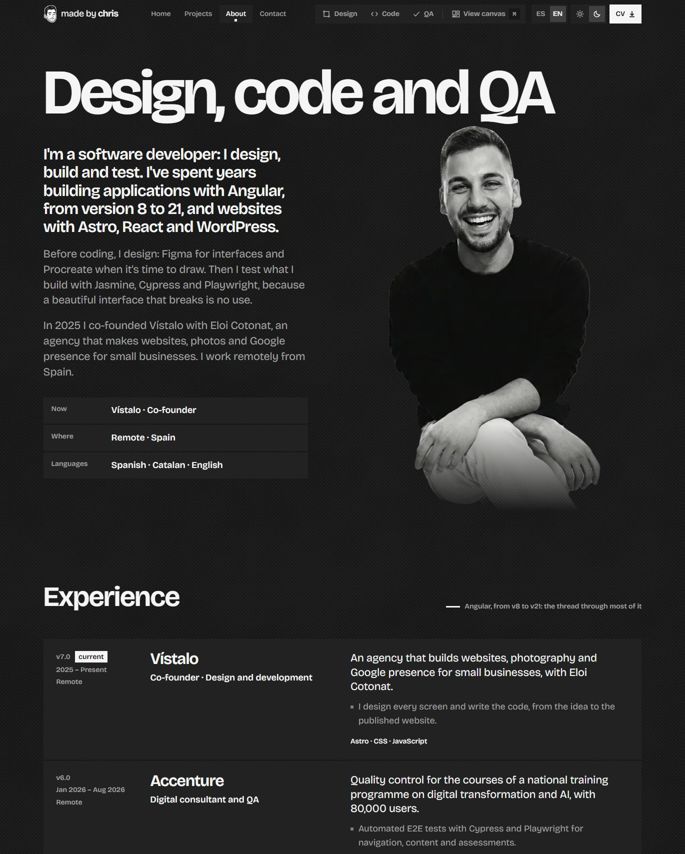 made by chris
Home
Projects
About
Contact
Design
Code
QA
View canvas
M
ES
EN
CV
Design, code and QA
I'm a software developer: I design,
build and test. I've spent years
building applications with Angular,
from version 8 to 21, and websites
with Astro, React and WordPress.
Before coding, I design: Figma for interfaces and
Procreate when it's time to draw. Then I test what I
build with Jasmine, Cypress and Playwright, because
a beautiful interface that breaks is no use.
In 2025 I co-founded Vístalo with Eloi Cotonat, an
agency that makes websites, photos and Google
presence for small businesses. I work remotely from
Spain.
Now
Vístalo · Co-founder
Where
Remote · Spain
Languages
Spanish · Catalan · English
Experience
Angular, from v8 to v21: the thread through most of it
v7.0 current
2025 – Present
Remote
Vístalo
Co-founder · Design and development
An agency that builds websites, photography and
Google presence for small businesses, with Eloi
Cotonat.
I design every screen and write the code, from the idea to the
published website.
Astro · CSS · JavaScript
v6.0
Jan 2026 – Aug 2026
Remote
Accenture
Digital consultant and QA
Quality control for the courses of a national training
programme on digital transformation and AI, with
80,000 users.
Automated E2E tests with Cypress and Playwright for
navigation, content and assessments.